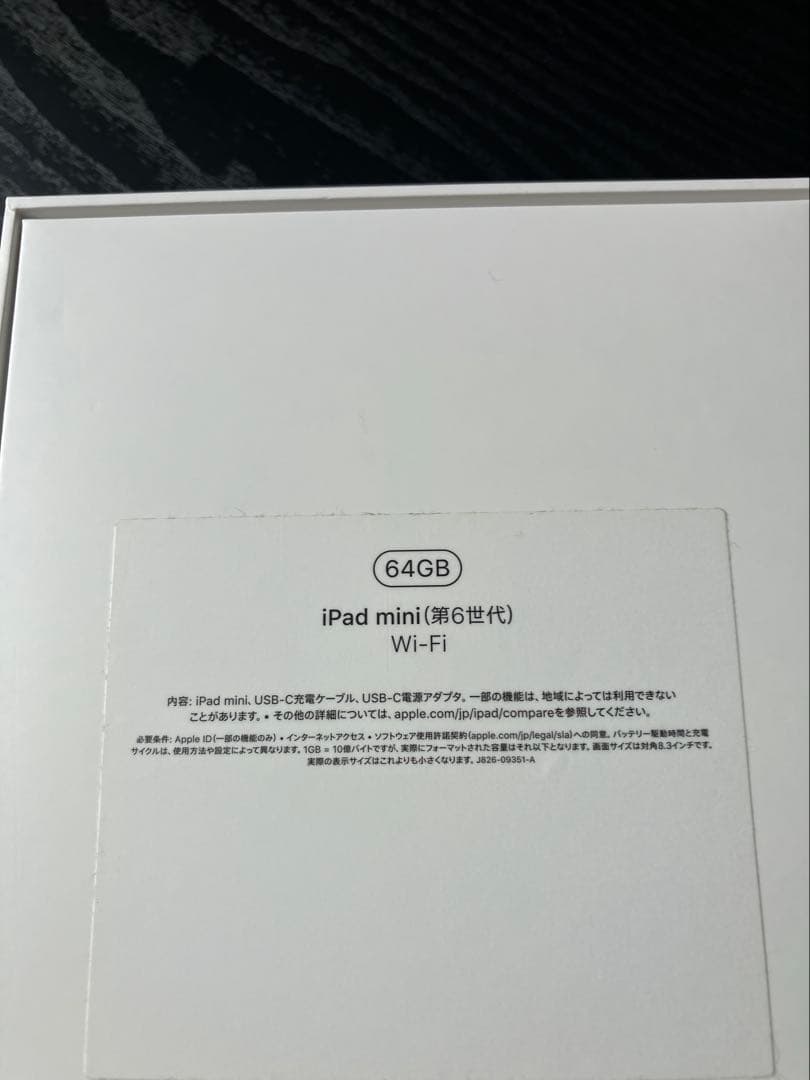 64GB
iPad mini(第6世代)
Wi-Fi
内容: iPad mini、USB-C充電ケーブル、USB-C電源アダプタ。一部の機能は、地域によっては利用できない
ことがあります。• その他の詳細については、apple.com/jp/ipad/compareを参照してください。
必要条件: Apple ID(一部の機能のみ) • インターネットアクセス • ソフトウェア使用許諾契約(apple.com/jp/legal/sla)への同意。バッテリー駆動時間と充電
サイクルは、使用方法や設定によって異なります。1GB = 10億バイトですが、実際にフォーマットされた容量はそれ以下となります。画面サイズは対角8.3インチです。
実際の表示サイズはこれよりも小さくなります。J826-09351-A